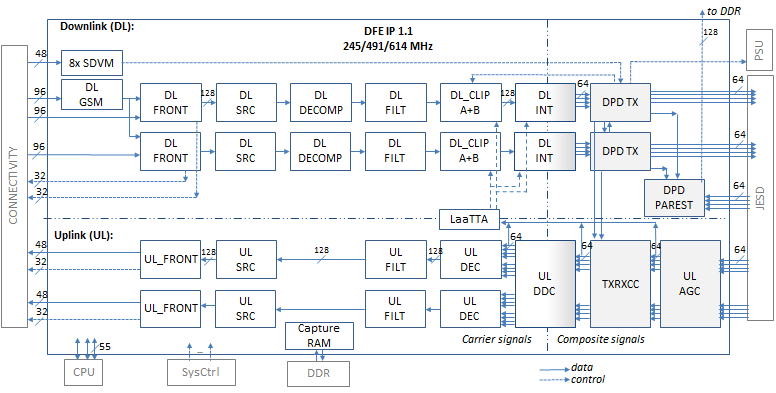 to DDR
Downlink (DL):
DFE IP 1.1
245/491/614 MHz
128
PSU
48
8x SDVM
96
DL GSM
96
DL FRONT
128
DL SRC
DL DECOMP
DL FILT
DL_CLIP A+B
128
DL INT
64
DPD TX
64
96
DL FRONT
DL SRC
DL DECOMP
DL FILT
DL_CLIP A+B
DL INT
DPD TX
64
32
32
DPD PAREST
64
CONNECTIVITY
JESD
LaaTTA
Uplink (UL):
48
32
UL_FRONT
128
UL SRC
128
UL FILT
128
UL DEC
64
UL DDC
64
TXRXCC
64
UL AGC
64
48
32
UL_FRONT
UL SRC
UL FILT
UL DEC
Capture RAM
Carrier signals
Composite signals
55
CPU
SysCtrl
DDR
data
control